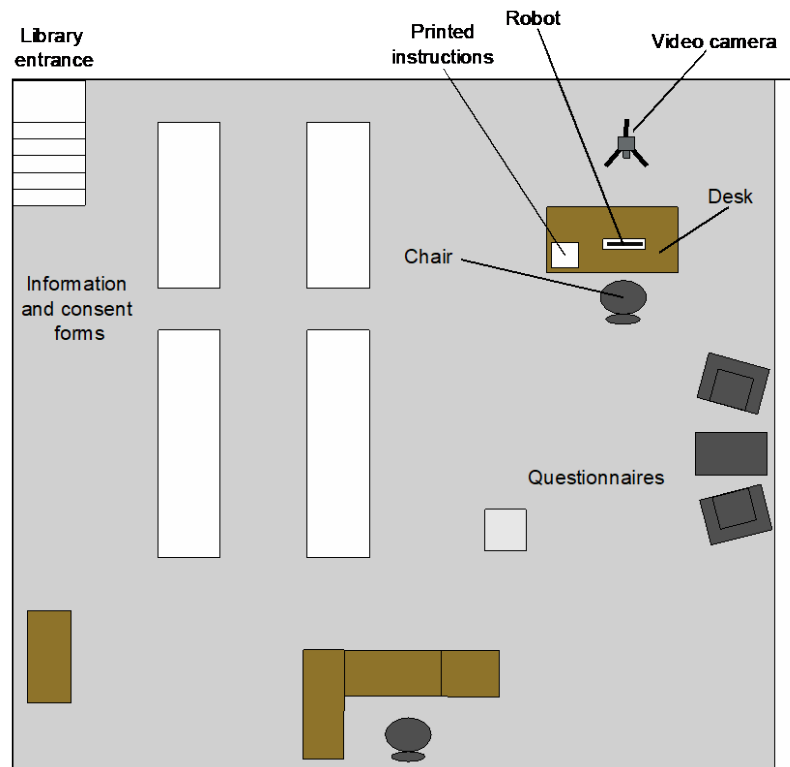 Library
entrance
Printed
instructions
Robot
Video camera
Desk
Chair
Information
and consent
forms
Questionnaires